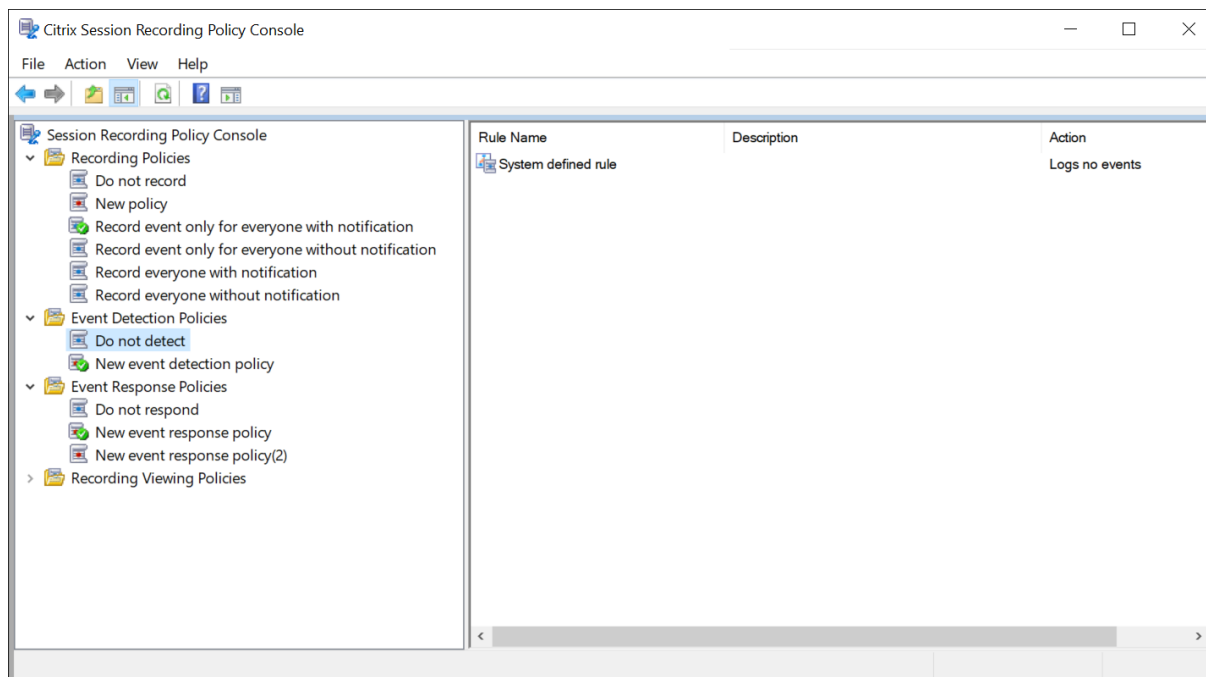 Citrix Session Recording Policy Console
File Action View Help
Session Recording Policy Console
Recording Policies
Do not record
New policy
Record event only for everyone with notification
Record event only for everyone without notification
Record everyone with notification
Record everyone without notification
Event Detection Policies
Do not detect
New event detection policy
Event Response Policies
Do not respond
New event response policy
New event response policy(2)
Recording Viewing Policies
Rule Name Description Action
System defined rule Logs no events